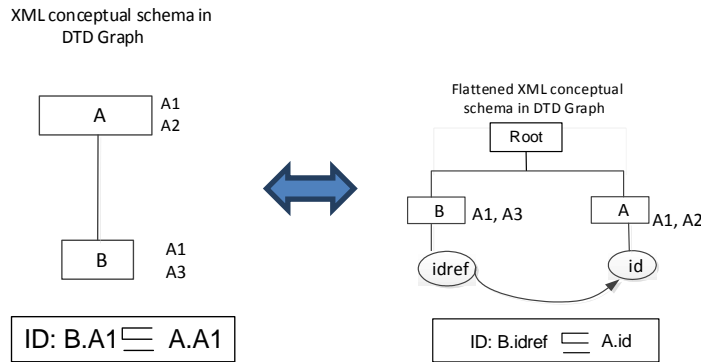 XML conceptual schema in
DTD Graph
A
A1
A2
B
A1
A3
ID: B.A1 ⊑ A.A1
Flattened XML conceptual
schema in DTD Graph
Root
B
A1, A3
A
A1, A2
idref
id
ID: B.idref ⊑ A.id